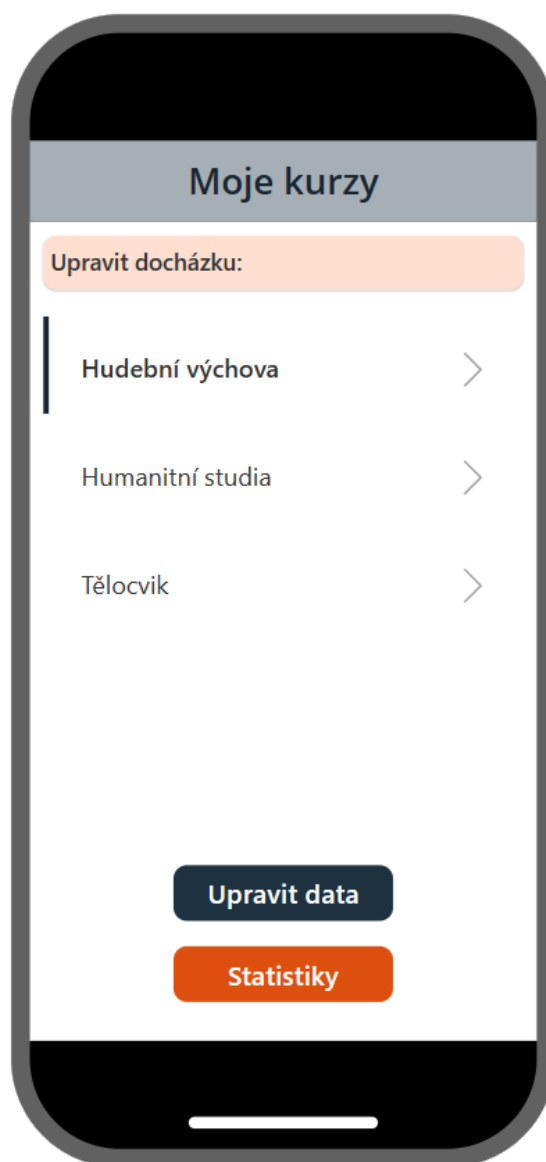 Moje kurzy
Upravit docházku:
Hudební výchova
Humanitní studia
Tělocvik
Upravit data
Statistiky